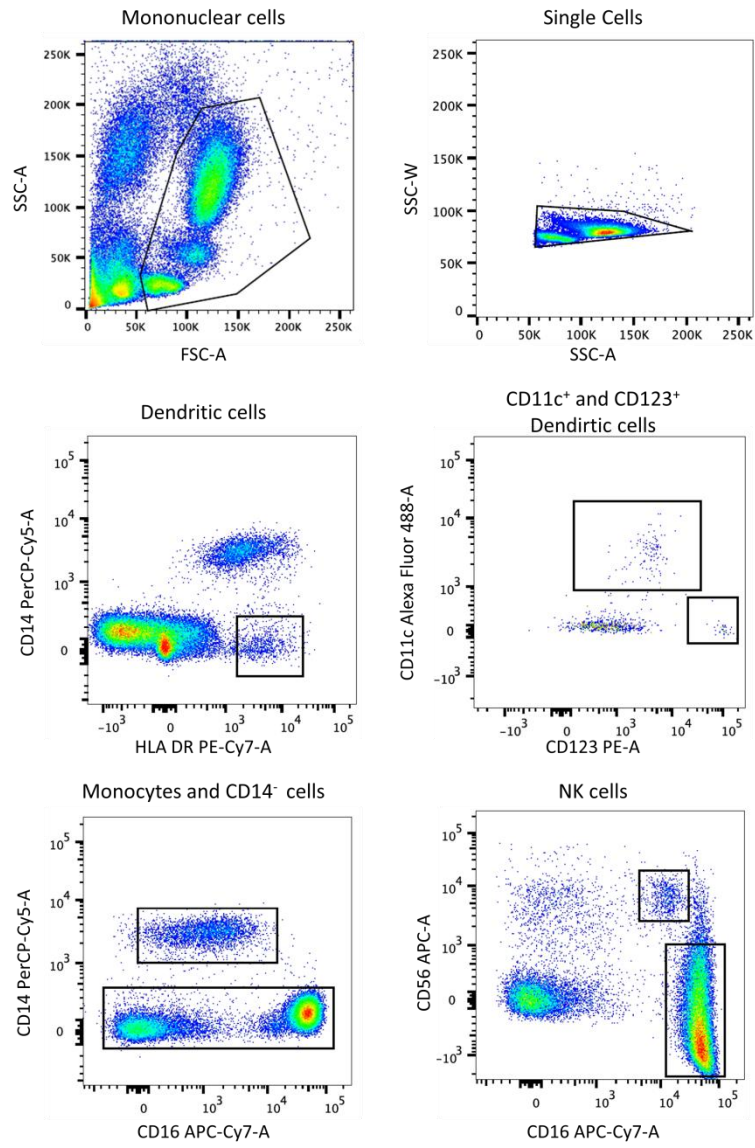 Mononuclear cells
250K
200K
150K
100K
50K
0
SSC-A
0 50K 100K 150K 200K 250K
FSC-A
Single Cells
250K
200K
150K
100K
50K
0
SSC-W
0 50K 100K 150K 200K 250K
SSC-A
Dendritic cells
10⁵
10⁴
10³
0
CD14 PerCP-Cy5-A
-10³ 0 10³ 10⁴ 10⁵
HLA DR PE-Cy7-A
CD11c⁺ and CD123⁺
Dendirtic cells
10⁵
10⁴
10³
0
-10³
CD11c Alexa Fluor 488-A
-10³ 0 10³ 10⁴ 10⁵
CD123 PE-A
Monocytes and CD14⁻ cells
10⁵
10⁴
10³
0
CD14 PerCP-Cy5-A
0 10³ 10⁴ 10⁵
CD16 APC-Cy7-A
NK cells
10⁵
10⁴
10³
0
-10³
CD56 APC-A
0 10³ 10⁴ 10⁵
CD16 APC-Cy7-A